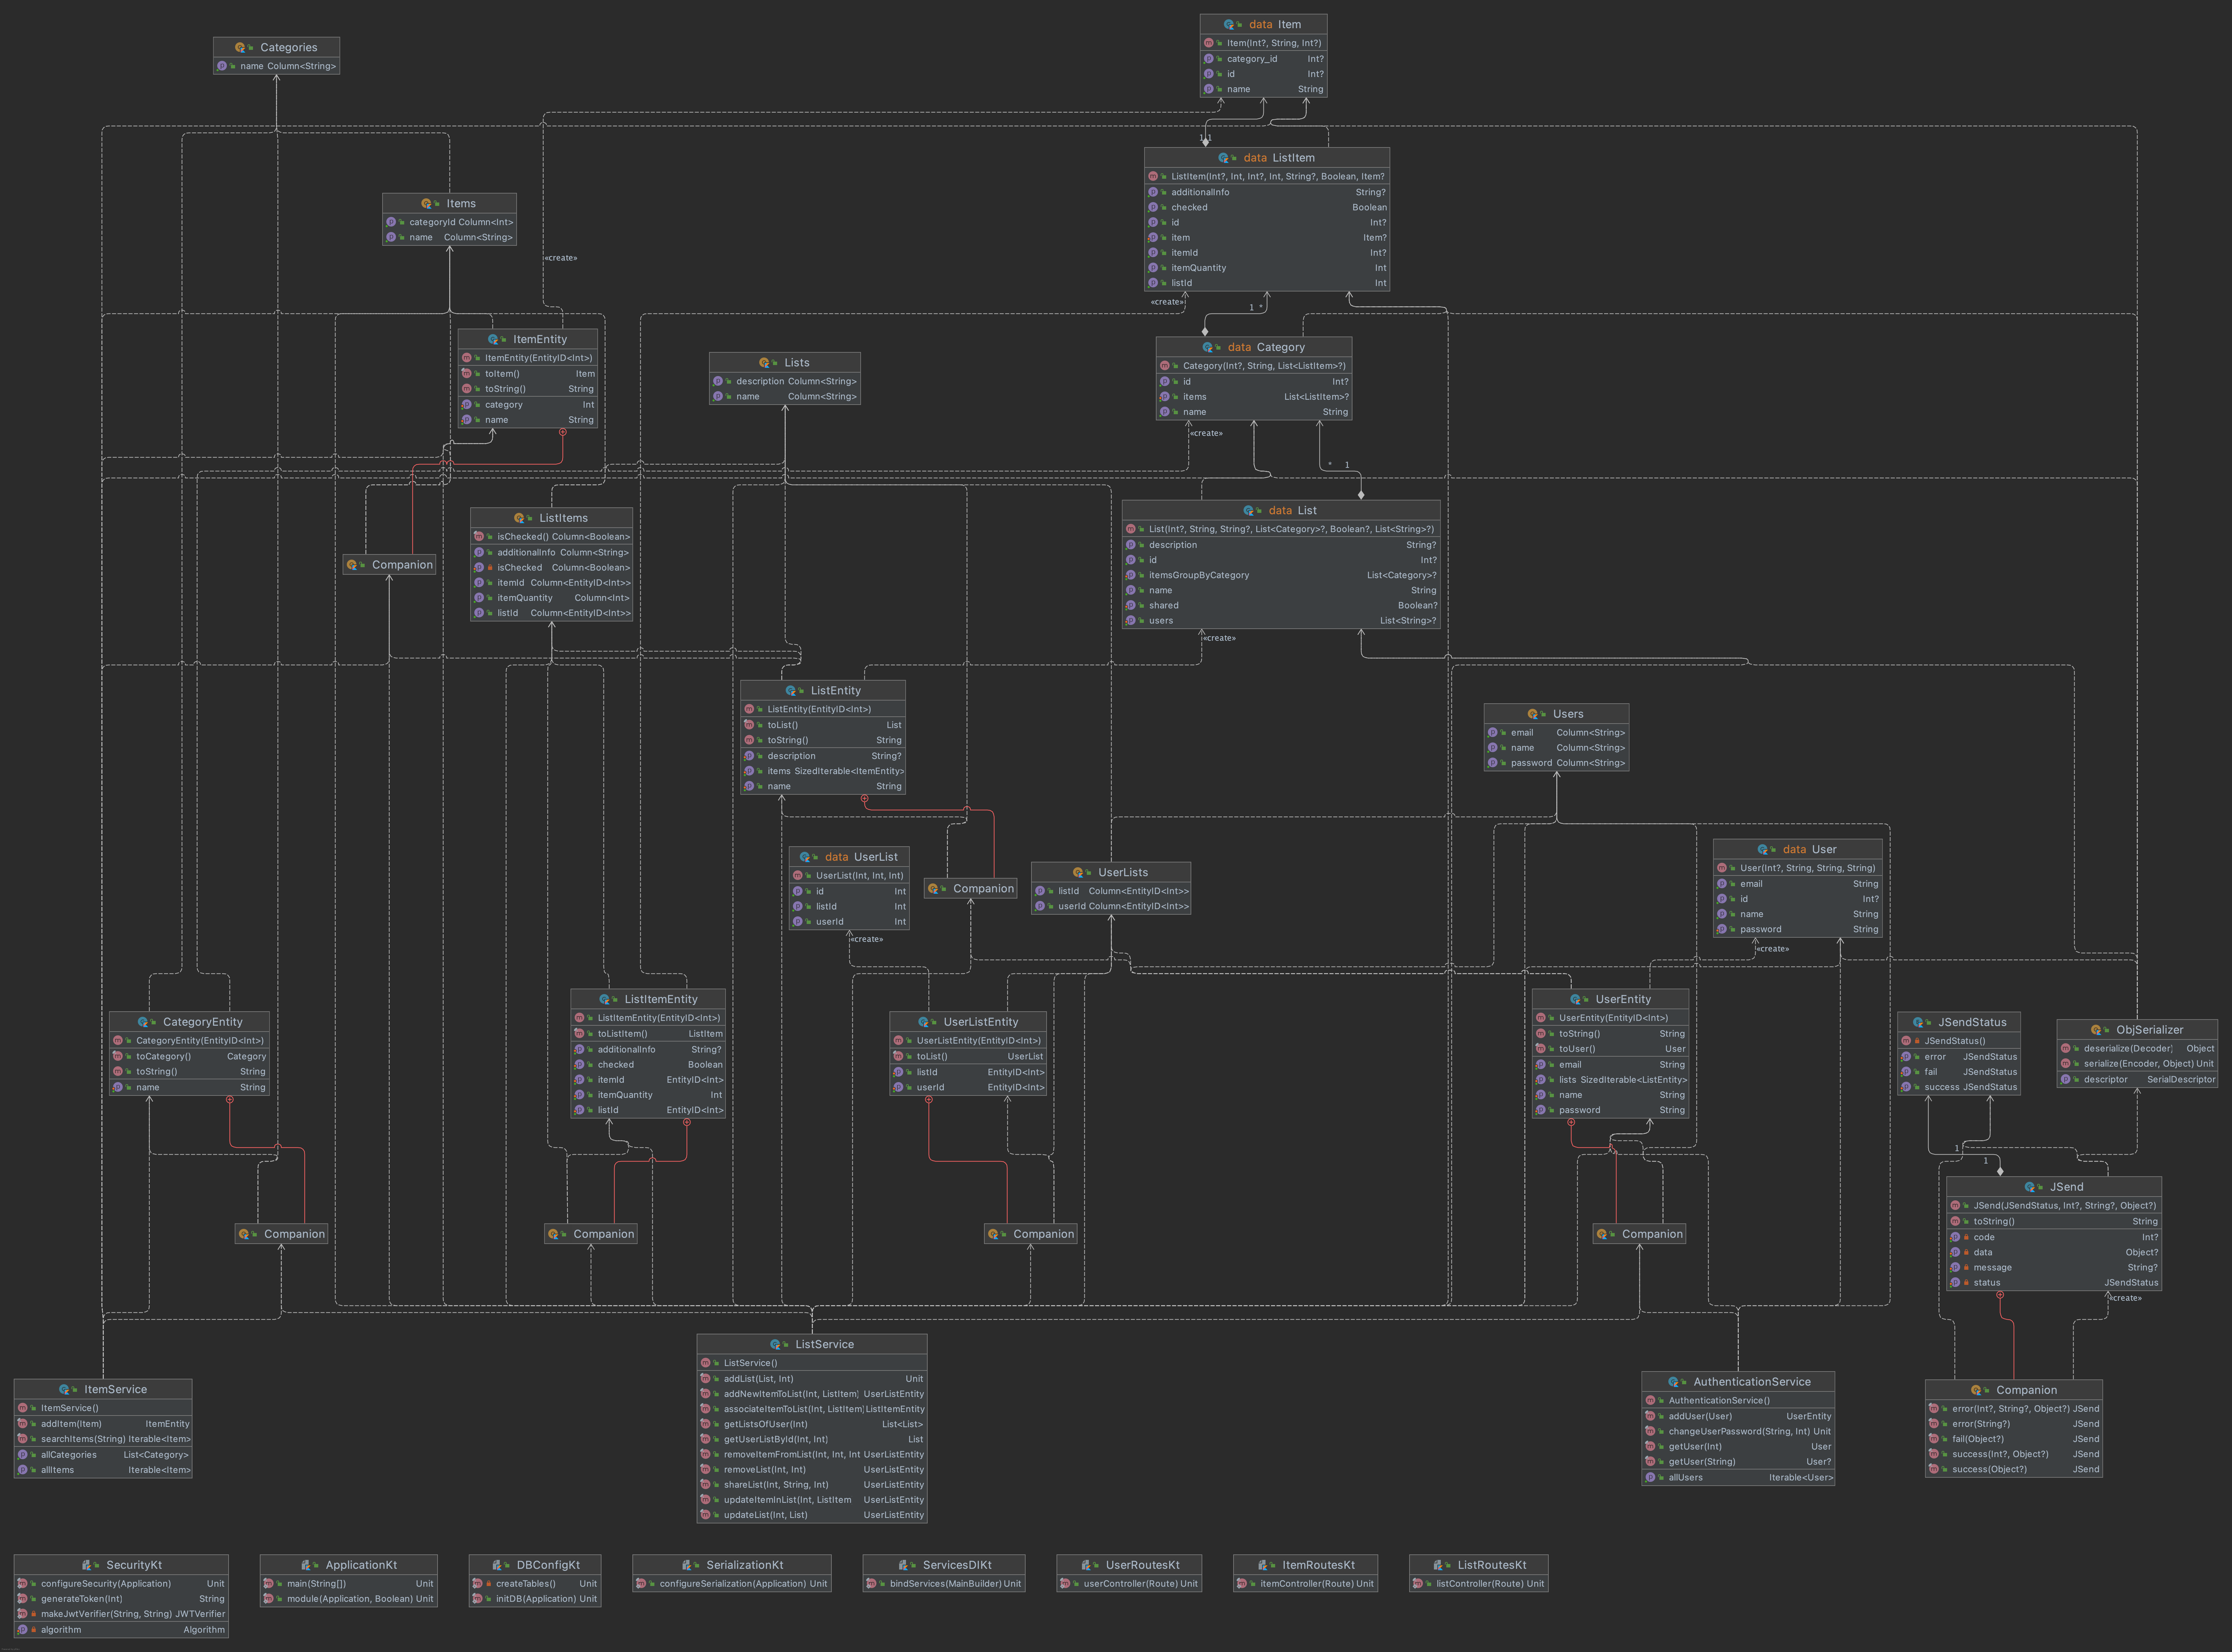 data Item
Item(Int?, String, Int?)
category_id Int?
id Int?
name String
Categories
name Column<String>
1 1
data ListItem
ListItem(Int?, Int, Int?, Int, String?, Boolean, Item?
additionalInfo String?
checked Boolean
id Int?
item Item?
itemId Int?
itemQuantity Int
listId Int
Items
categoryId Column<Int>
name Column<String>
«create»
«create»
1 *
ItemEntity
ItemEntity(EntityID<Int>)
toItem() Item
toString() String
category Int
name String
Lists
description Column<String>
name Column<String>
data Category
Category(Int?, String, List<ListItem>?)
id Int?
items List<ListItem>?
name String
«create»
* 1
data List
List(Int?, String, String?, List<Category>?, Boolean?, List<String>?)
description String?
id Int?
itemsGroupByCategory List<Category>?
name String
shared Boolean?
users List<String>?
«create»
ListItems
isChecked() Column<Boolean>
additionalInfo Column<String>
isChecked Column<Boolean>
itemId Column<EntityID<Int>>
itemQuantity Column<Int>
listId Column<EntityID<Int>>
Companion
ListEntity
ListEntity(EntityID<Int>)
toList() List
toString() String
description String?
items SizedIterable<ItemEntity>
name String
Users
email Column<String>
name Column<String>
password Column<String>
data UserList
UserList(Int, Int, Int)
id Int
listId Int
userId Int
«create»
Companion
UserLists
listId Column<EntityID<Int>>
userId Column<EntityID<Int>>
data User
User(Int?, String, String, String)
email String
id Int?
name String
password String
«create»
CategoryEntity
CategoryEntity(EntityID<Int>)
toCategory() Category
toString() String
name String
ListItemEntity
ListItemEntity(EntityID<Int>)
toListItem() ListItem
additionalInfo String?
checked Boolean
itemId EntityID<Int>
itemQuantity Int
listId EntityID<Int>
UserListEntity
UserListEntity(EntityID<Int>)
toList() UserList
listId EntityID<Int>
userId EntityID<Int>
UserEntity
UserEntity(EntityID<Int>)
toString() String
toUser() User
email String
lists SizedIterable<ListEntity>
name String
password String
JSendStatus
JSendStatus()
error JSendStatus
fail JSendStatus
success JSendStatus
ObjSerializer
deserialize(Decoder) Object
serialize(Encoder, Object) Unit
descriptor SerialDescriptor
1
1
Companion
Companion
Companion
Companion
JSend
JSend(JSendStatus, Int?, String?, Object?)
toString() String
code Int?
data Object?
message String?
status JSendStatus
«create»
ItemService
ItemService()
addItem(Item) ItemEntity
searchItems(String) Iterable<Item>
allCategories List<Category>
allItems Iterable<Item>
ListService
ListService()
addList(List, Int) Unit
addNewItemToList(Int, ListItem) UserListEntity
associateItemToList(Int, ListItem) ListItemEntity
getListsOfUser(Int) List<List>
getUserListById(Int, Int) List
removeItemFromList(Int, Int, Int UserListEntity
removeList(Int, Int) UserListEntity
shareList(Int, String, Int) UserListEntity
updateItemInList(Int, ListItem UserListEntity
updateList(Int, List) UserListEntity
AuthenticationService
AuthenticationService()
addUser(User) UserEntity
changeUserPassword(String, Int) Unit
getUser(Int) User
getUser(String) User?
allUsers Iterable<User>
Companion
error(Int?, String?, Object?) JSend
error(String?) JSend
fail(Object?) JSend
success(Int?, Object?) JSend
success(Object?) JSend
SecurityKt
configureSecurity(Application) Unit
generateToken(Int) String
makeJwtVerifier(String, String) JWTVerifier
algorithm Algorithm
ApplicationKt
main(String[]) Unit
module(Application, Boolean) Unit
DBConfigKt
createTables() Unit
initDB(Application) Unit
SerializationKt
configureSerialization(Application) Unit
ServicesDIKt
bindServices(MainBuilder) Unit
UserRoutesKt
userController(Route) Unit
ItemRoutesKt
itemController(Route) Unit
ListRoutesKt
listController(Route) Unit